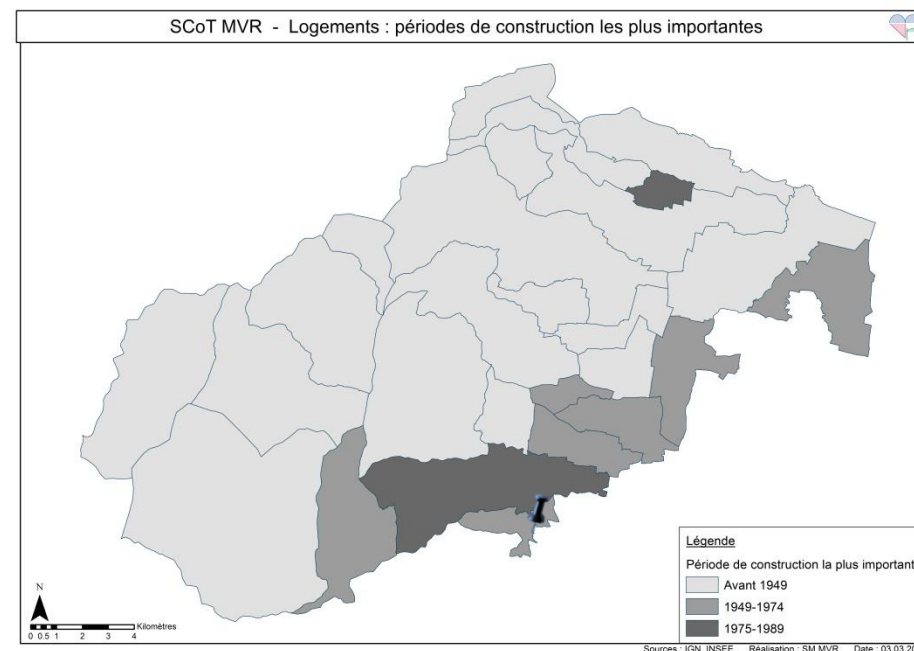 SCoT MVR - Logements : périodes de construction les plus importantes
Légende
Période de construction la plus important
Avant 1949
1949-1974
1975-1989
N
0 0.5 1 2 3 4 Kilomètres
Sources : IGN, INSEE Réalisation : SM MVR Date : 03.03.20